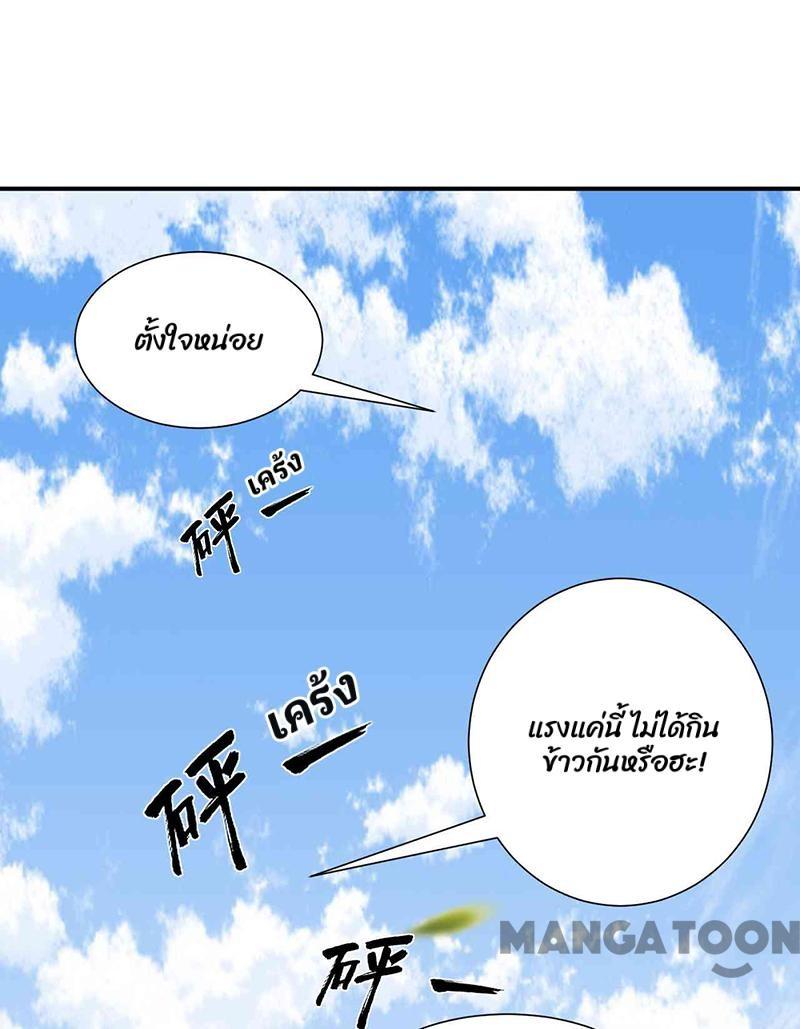 ตั้งใจหน่อย
เคร้ง
砰—
เคร้ง
砰—
แรงแค่นี้ ไม่ได้กิน
ข้าวกันหรือฮะ!
砰—
MANGATOON